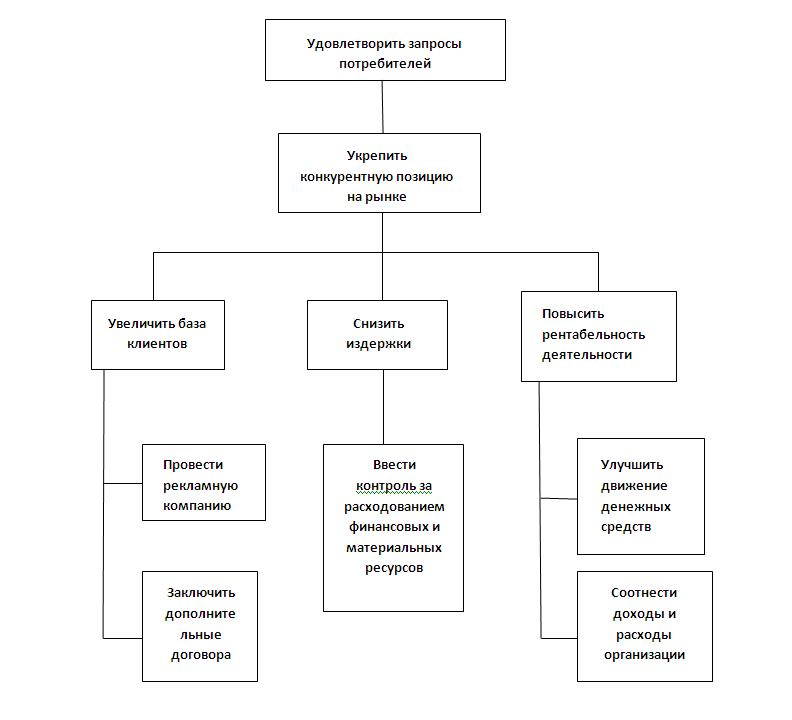 Удовлетворить запросы
потребителей
Укрепить
конкурентную позицию
на рынке
Увеличить база
клиентов
Снизить
издержки
Повысить
рентабельность
деятельности
Провести
рекламную
компанию
Ввести
контроль за
расходованием
финансовых и
материальных
ресурсов
Улучшить
движение
денежных
средств
Заключить
дополните
льные
договора
Соотнести
доходы и
расходы
организации